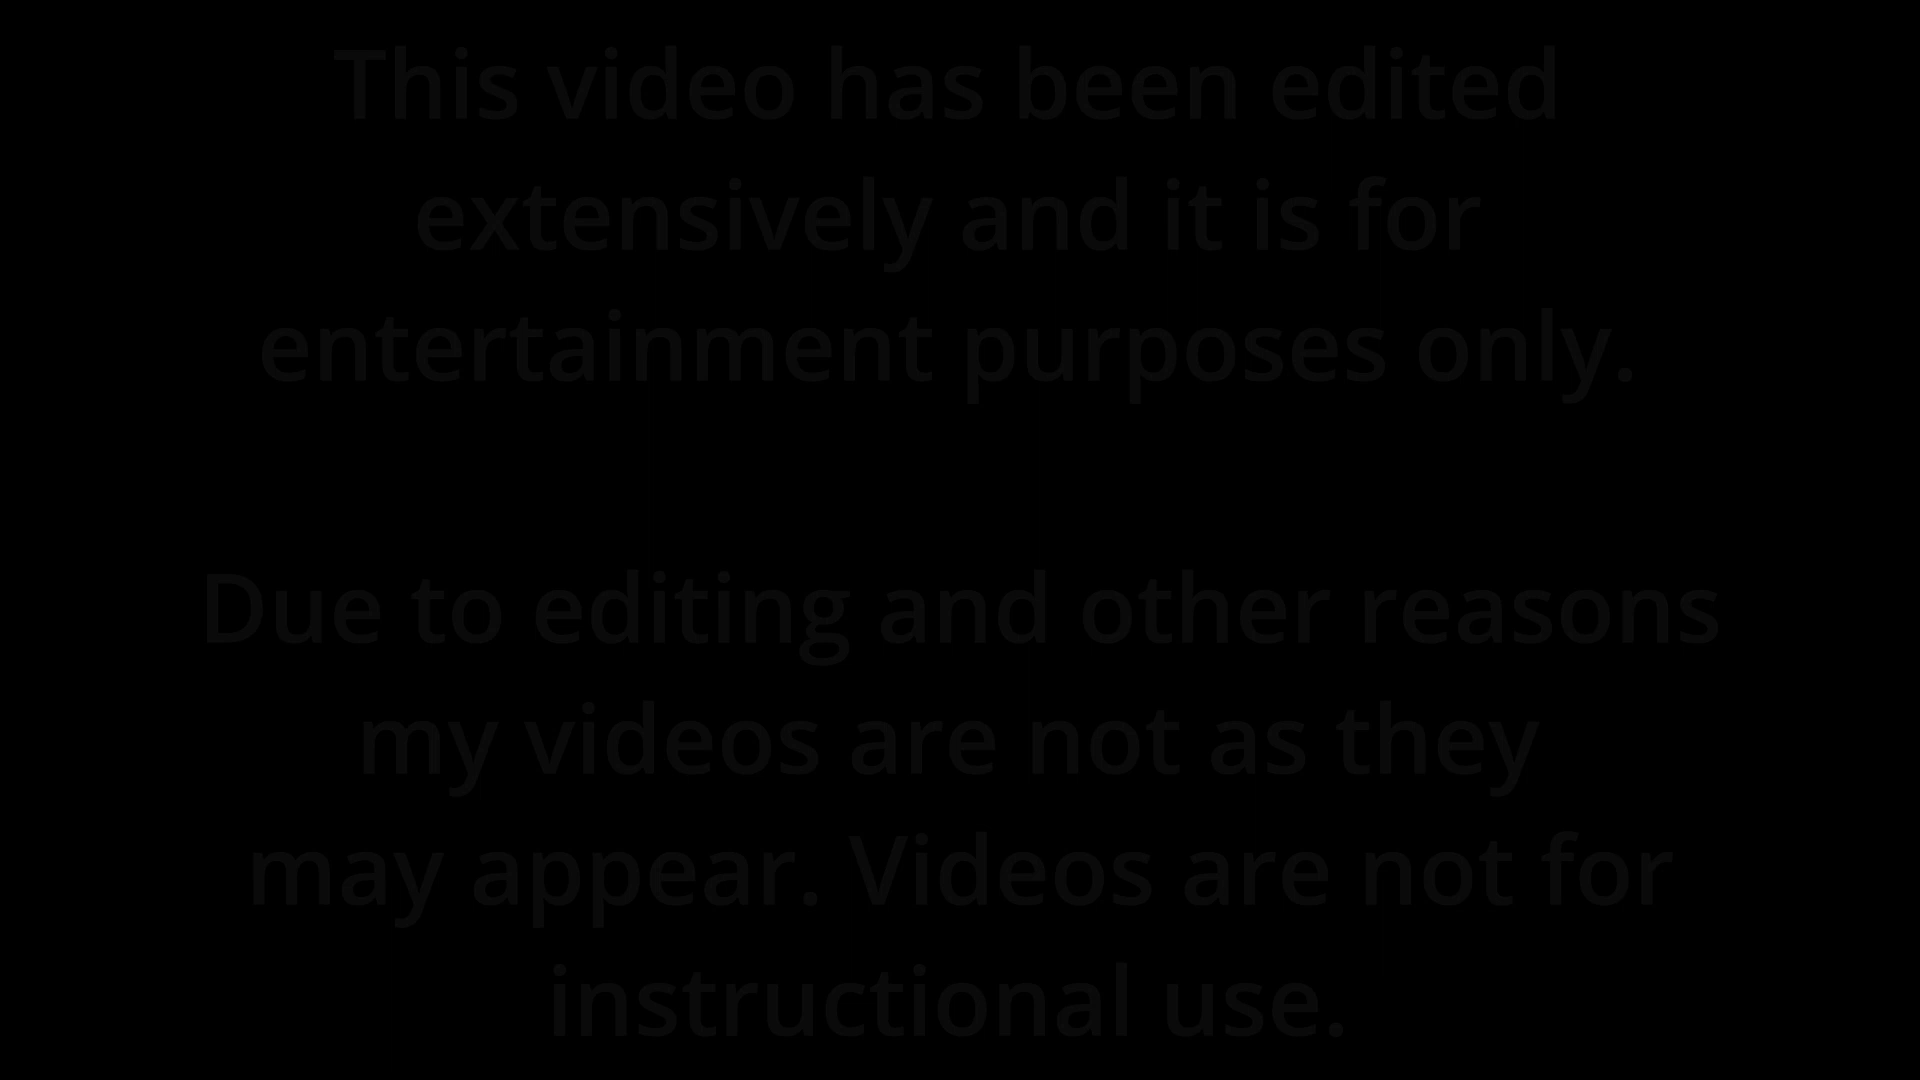 This video has been edited
extensively and it is for
entertainment purposes only.
Due to editing and other reasons
my videos are not as they
may appear. Videos are not for
instructional use.